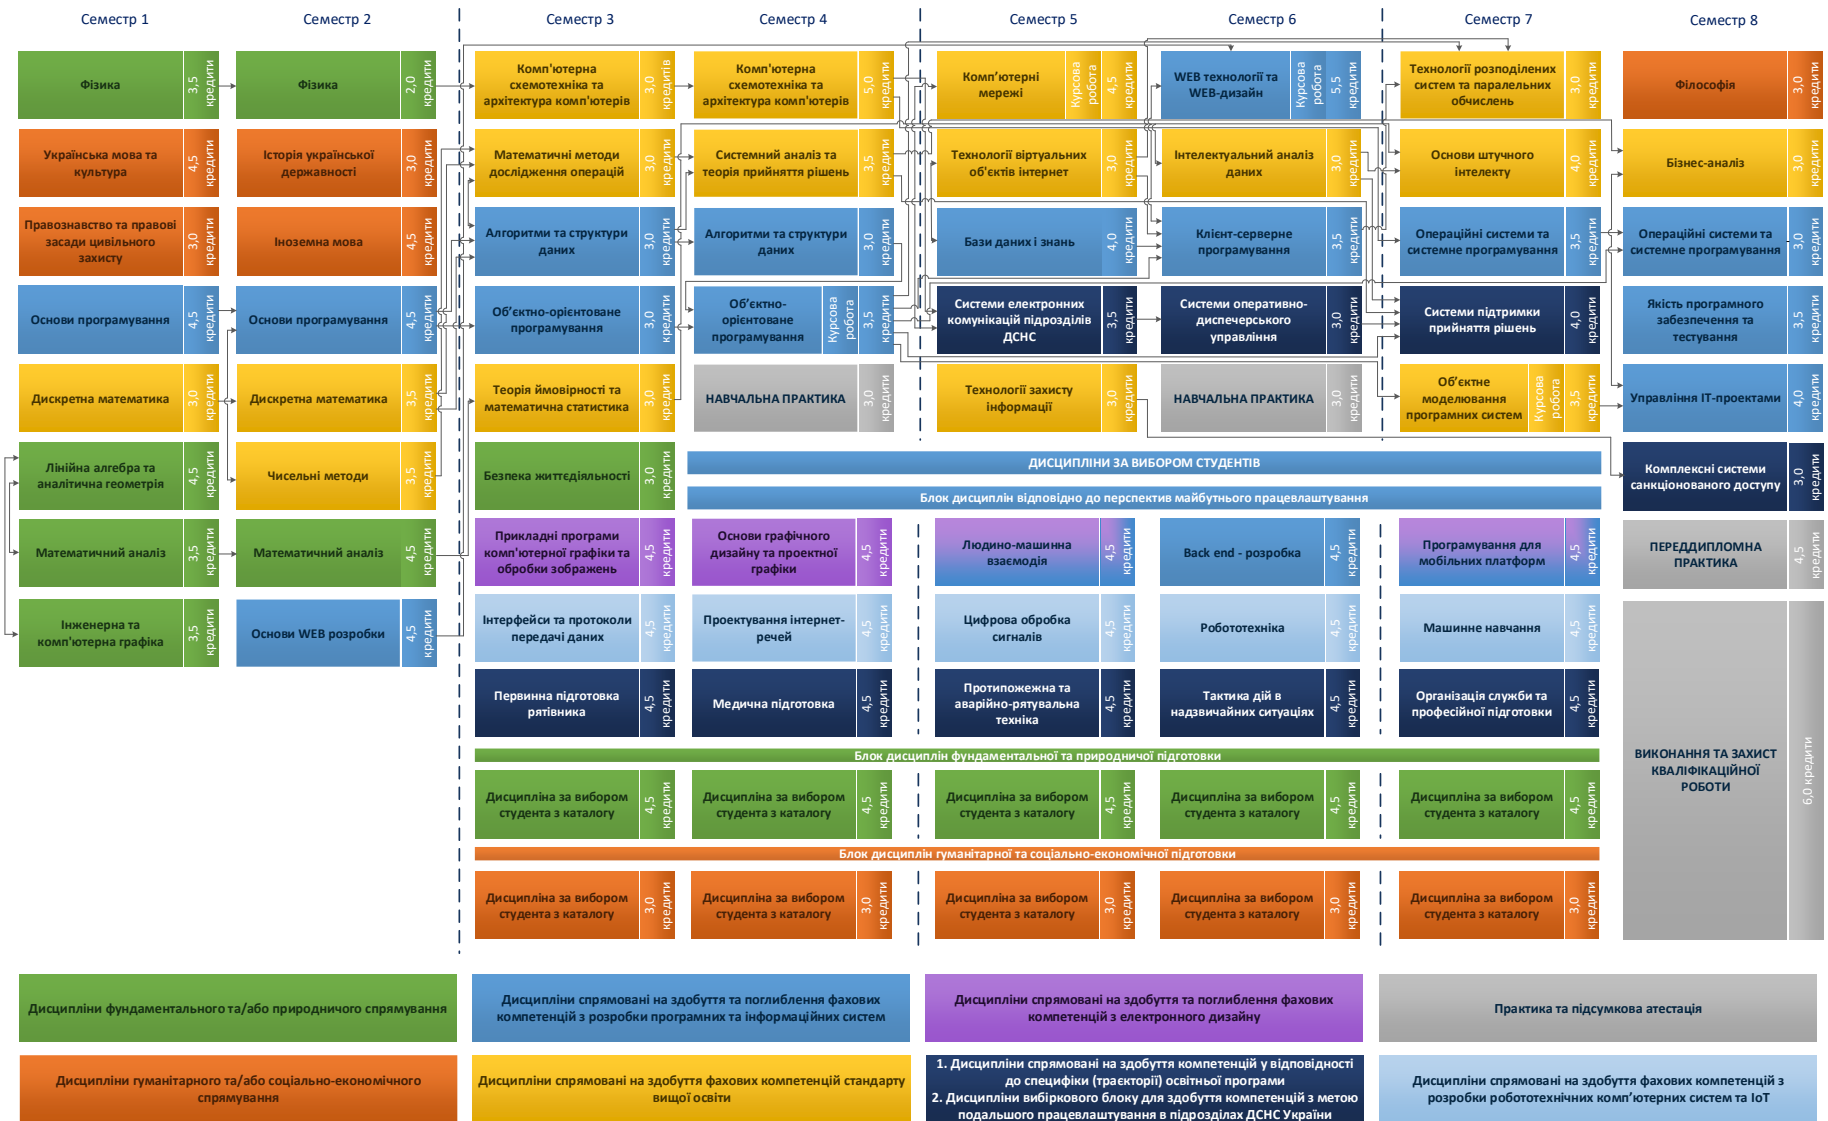 Семестр 1
Семестр 2
Семестр 3
Семестр 4
Семестр 5
Семестр 6
Семестр 7
Семестр 8
Фізика
3,5
кредити
Фізика
2,0
кредити
Комп'ютерна
схемотехніка та
архітектура комп'ютерів
3,0
кредитів
Комп'ютерна
схемотехніка та
архітектура комп'ютерів
5,0
кредити
Комп’ютерні
мережі
Курсова
робота
4,5
кредити
WEB технології та
WEB-дизайн
Курсова
робота
5,5
кредити
Технології розподілених
систем та паралельних
обчислень
3,0
кредити
Філософія
3,0
кредити
Українська мова та
культура
4,5
кредити
Історія української
державності
3,0
кредити
Математичні методи
дослідження операцій
3,0
кредити
Системний аналіз та
теорія прийняття рішень
3,5
кредити
Технології віртуальних
об'єктів інтернет
3,0
кредити
Інтелектуальний аналіз
даних
3,0
кредити
Основи штучного
інтелекту
4,0
кредити
Бізнес-аналіз
3,0
кредити
Правознавство та правові
засади цивільного
захисту
3,0
кредити
Іноземна мова
4,5
кредити
Алгоритми та структури
даних
3,0
кредити
Алгоритми та структури
даних
3,0
кредити
Бази даних і знань
4,0
кредити
Клієнт-серверне
програмування
3,5
кредити
Операційні системи та
системне програмування
3,5
кредити
Операційні системи та
системне програмування
3,0
кредити
Основи програмування
4,5
кредити
Основи програмування
4,5
кредити
Об’єктно-орієнтоване
програмування
3,0
кредити
Об’єктно-
орієнтоване
програмування
Курсова
робота
3,5
кредити
Системи електронних
комунікацій підрозділів
ДСНС
3,5
кредити
Системи оперативно-
диспечерського
управління
3,0
кредити
Системи підтримки
прийняття рішень
4,0
кредити
Якість програмного
забезпечення та
тестування
3,5
кредити
Дискретна математика
3,0
кредити
Дискретна математика
3,5
кредити
Теорія ймовірності та
математична статистика
3,0
кредити
НАВЧАЛЬНА ПРАКТИКА
3,0
кредити
Технології захисту
інформації
3,0
кредити
НАВЧАЛЬНА ПРАКТИКА
3,0
кредити
Об’єктне
моделювання
програмних систем
Курсова
робота
3,5
кредити
Управління ІТ-проектами
4,0
кредити
Лінійна алгебра та
аналітична геометрія
4,5
кредити
Чисельні методи
3,5
кредити
Безпека життєдіяльності
3,0
кредити
ДИСЦИПЛІНИ ЗА ВИБОРОМ СТУДЕНТІВ
Блок дисциплін відповідно до перспектив майбутнього працевлаштування
Комплексні системи
санкціонованого доступу
3,0
кредити
Математичний аналіз
3,5
кредити
Математичний аналіз
4,5
кредити
Прикладні програми
комп'ютерної графіки та
обробки зображень
4,5
кредити
Основи графічного
дизайну та проектної
графіки
4,5
кредити
Людино-машинна
взаємодія
4,5
кредити
Back end - розробка
4,5
кредити
Програмування для
мобільних платформ
4,5
кредити
ПЕРЕДДИПЛОМНА
ПРАКТИКА
4,5
кредити
Інженерна та
комп'ютерна графіка
3,5
кредити
Основи WEB розробки
4,5
кредити
Інтерфейси та протоколи
передачі даних
4,5
кредити
Проектування інтернет-
речей
4,5
кредити
Цифрова обробка
сигналів
4,5
кредити
Робототехніка
4,5
кредити
Машинне навчання
4,5
кредити
Первинна підготовка
рятівника
4,5
кредити
Медична підготовка
4,5
кредити
Протипожежна та
аварійно-рятувальна
техніка
4,5
кредити
Тактика дій в
надзвичайних ситуаціях
4,5
кредити
Організація служби та
професійної підготовки
4,5
кредити
ВИКОНАННЯ ТА ЗАХИСТ
КВАЛІФІКАЦІЙНОЇ
РОБОТИ
6,0 кредити
Блок дисциплін фундаментальної та природничої підготовки
Дисципліна за вибором
студента з каталогу
4,5
кредити
Дисципліна за вибором
студента з каталогу
4,5
кредити
Дисципліна за вибором
студента з каталогу
4,5
кредити
Дисципліна за вибором
студента з каталогу
4,5
кредити
Дисципліна за вибором
студента з каталогу
4,5
кредити
Блок дисциплін гуманітарної та соціально-економічної підготовки
Дисципліна за вибором
студента з каталогу
3,0
кредити
Дисципліна за вибором
студента з каталогу
3,0
кредити
Дисципліна за вибором
студента з каталогу
3,0
кредити
Дисципліна за вибором
студента з каталогу
3,0
кредити
Дисципліна за вибором
студента з каталогу
3,0
кредити
Дисципліни фундаментального та/або природничого спрямування
Дисципліни спрямовані на здобуття та поглиблення фахових
компетенцій з розробки програмних та інформаційних систем
Дисципліни спрямовані на здобуття та поглиблення фахових
компетенцій з електронного дизайну
Практика та підсумкова атестація
Дисципліни гуманітарного та/або соціально-економічного
спрямування
Дисципліни спрямовані на здобуття фахових компетенцій стандарту
вищої освіти
1. Дисципліни спрямовані на здобуття компетенцій у відповідності
до специфіки (траєкторії) освітньої програми
2. Дисципліни вибіркового блоку для здобуття компетенцій з метою
подальшого працевлаштування в підрозділах ДСНС України
Дисципліни спрямовані на здобуття фахових компетенцій з
розробки робототехнічних комп’ютерних систем та IoT